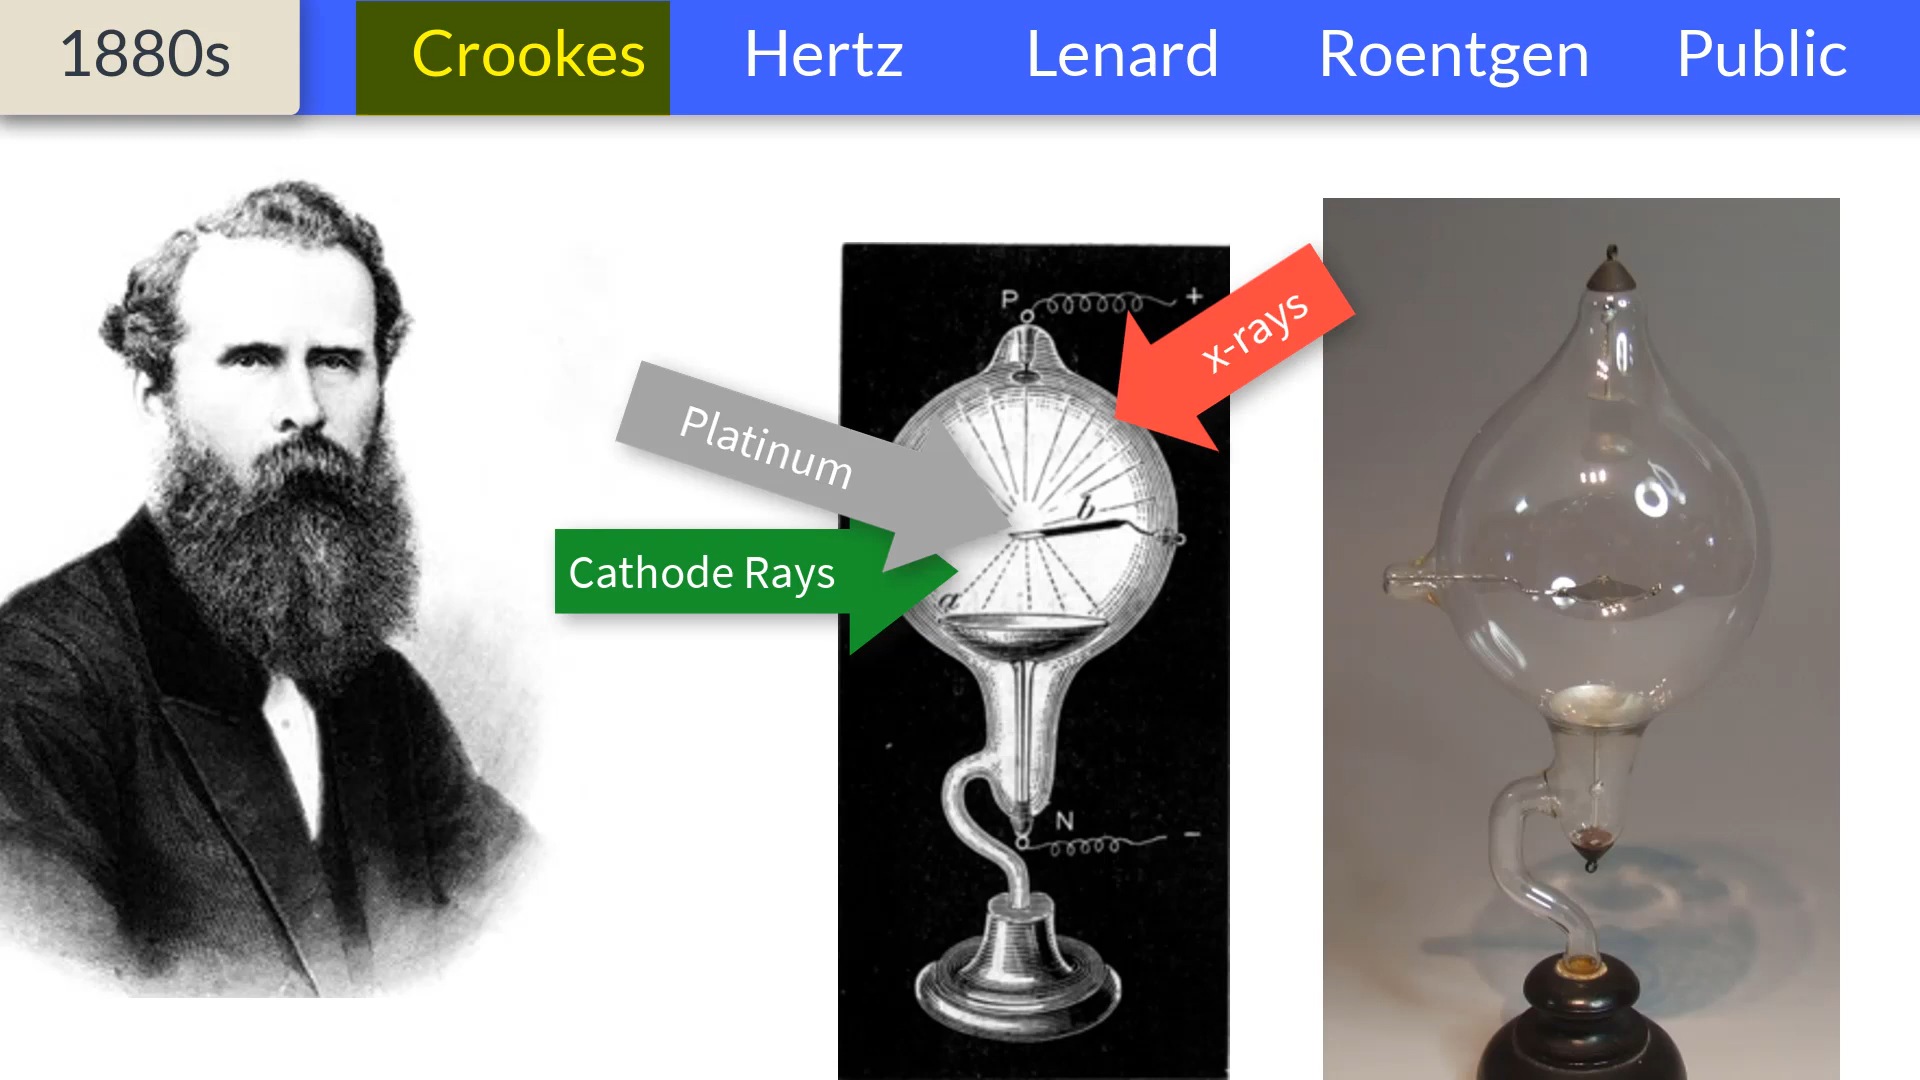 1880s
Crookes
Hertz
Lenard
Roentgen
Public
P
+
x-rays
Platinum
b
Cathode Rays
a
N
-